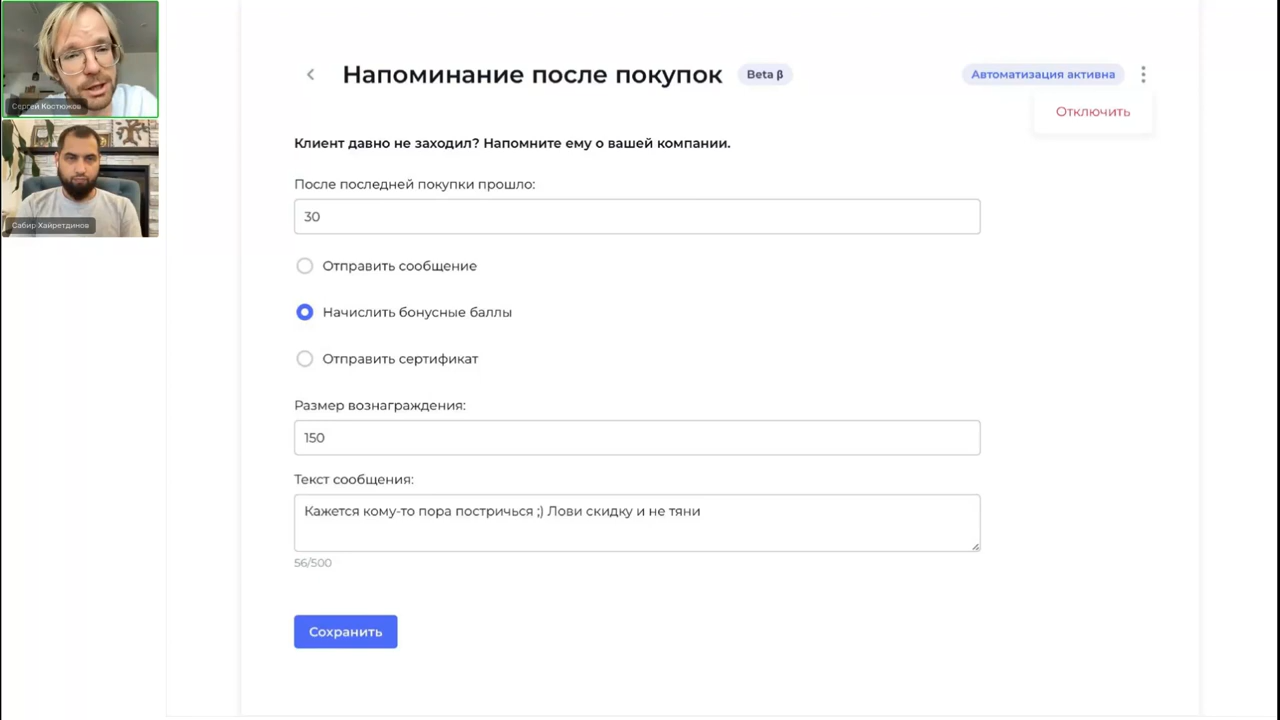 Сергей Костюжов
Сабир Хайретдинов
Напоминание после покупок
Beta β
Автоматизация активна
Отключить
Клиент давно не заходил? Напомните ему о вашей компании.
После последней покупки прошло:
30
Отправить сообщение
Начислить бонусные баллы
Отправить сертификат
Размер вознаграждения:
150
Текст сообщения:
Кажется кому-то пора постричься ;) Лови скидку и не тяни
56/500
Сохранить